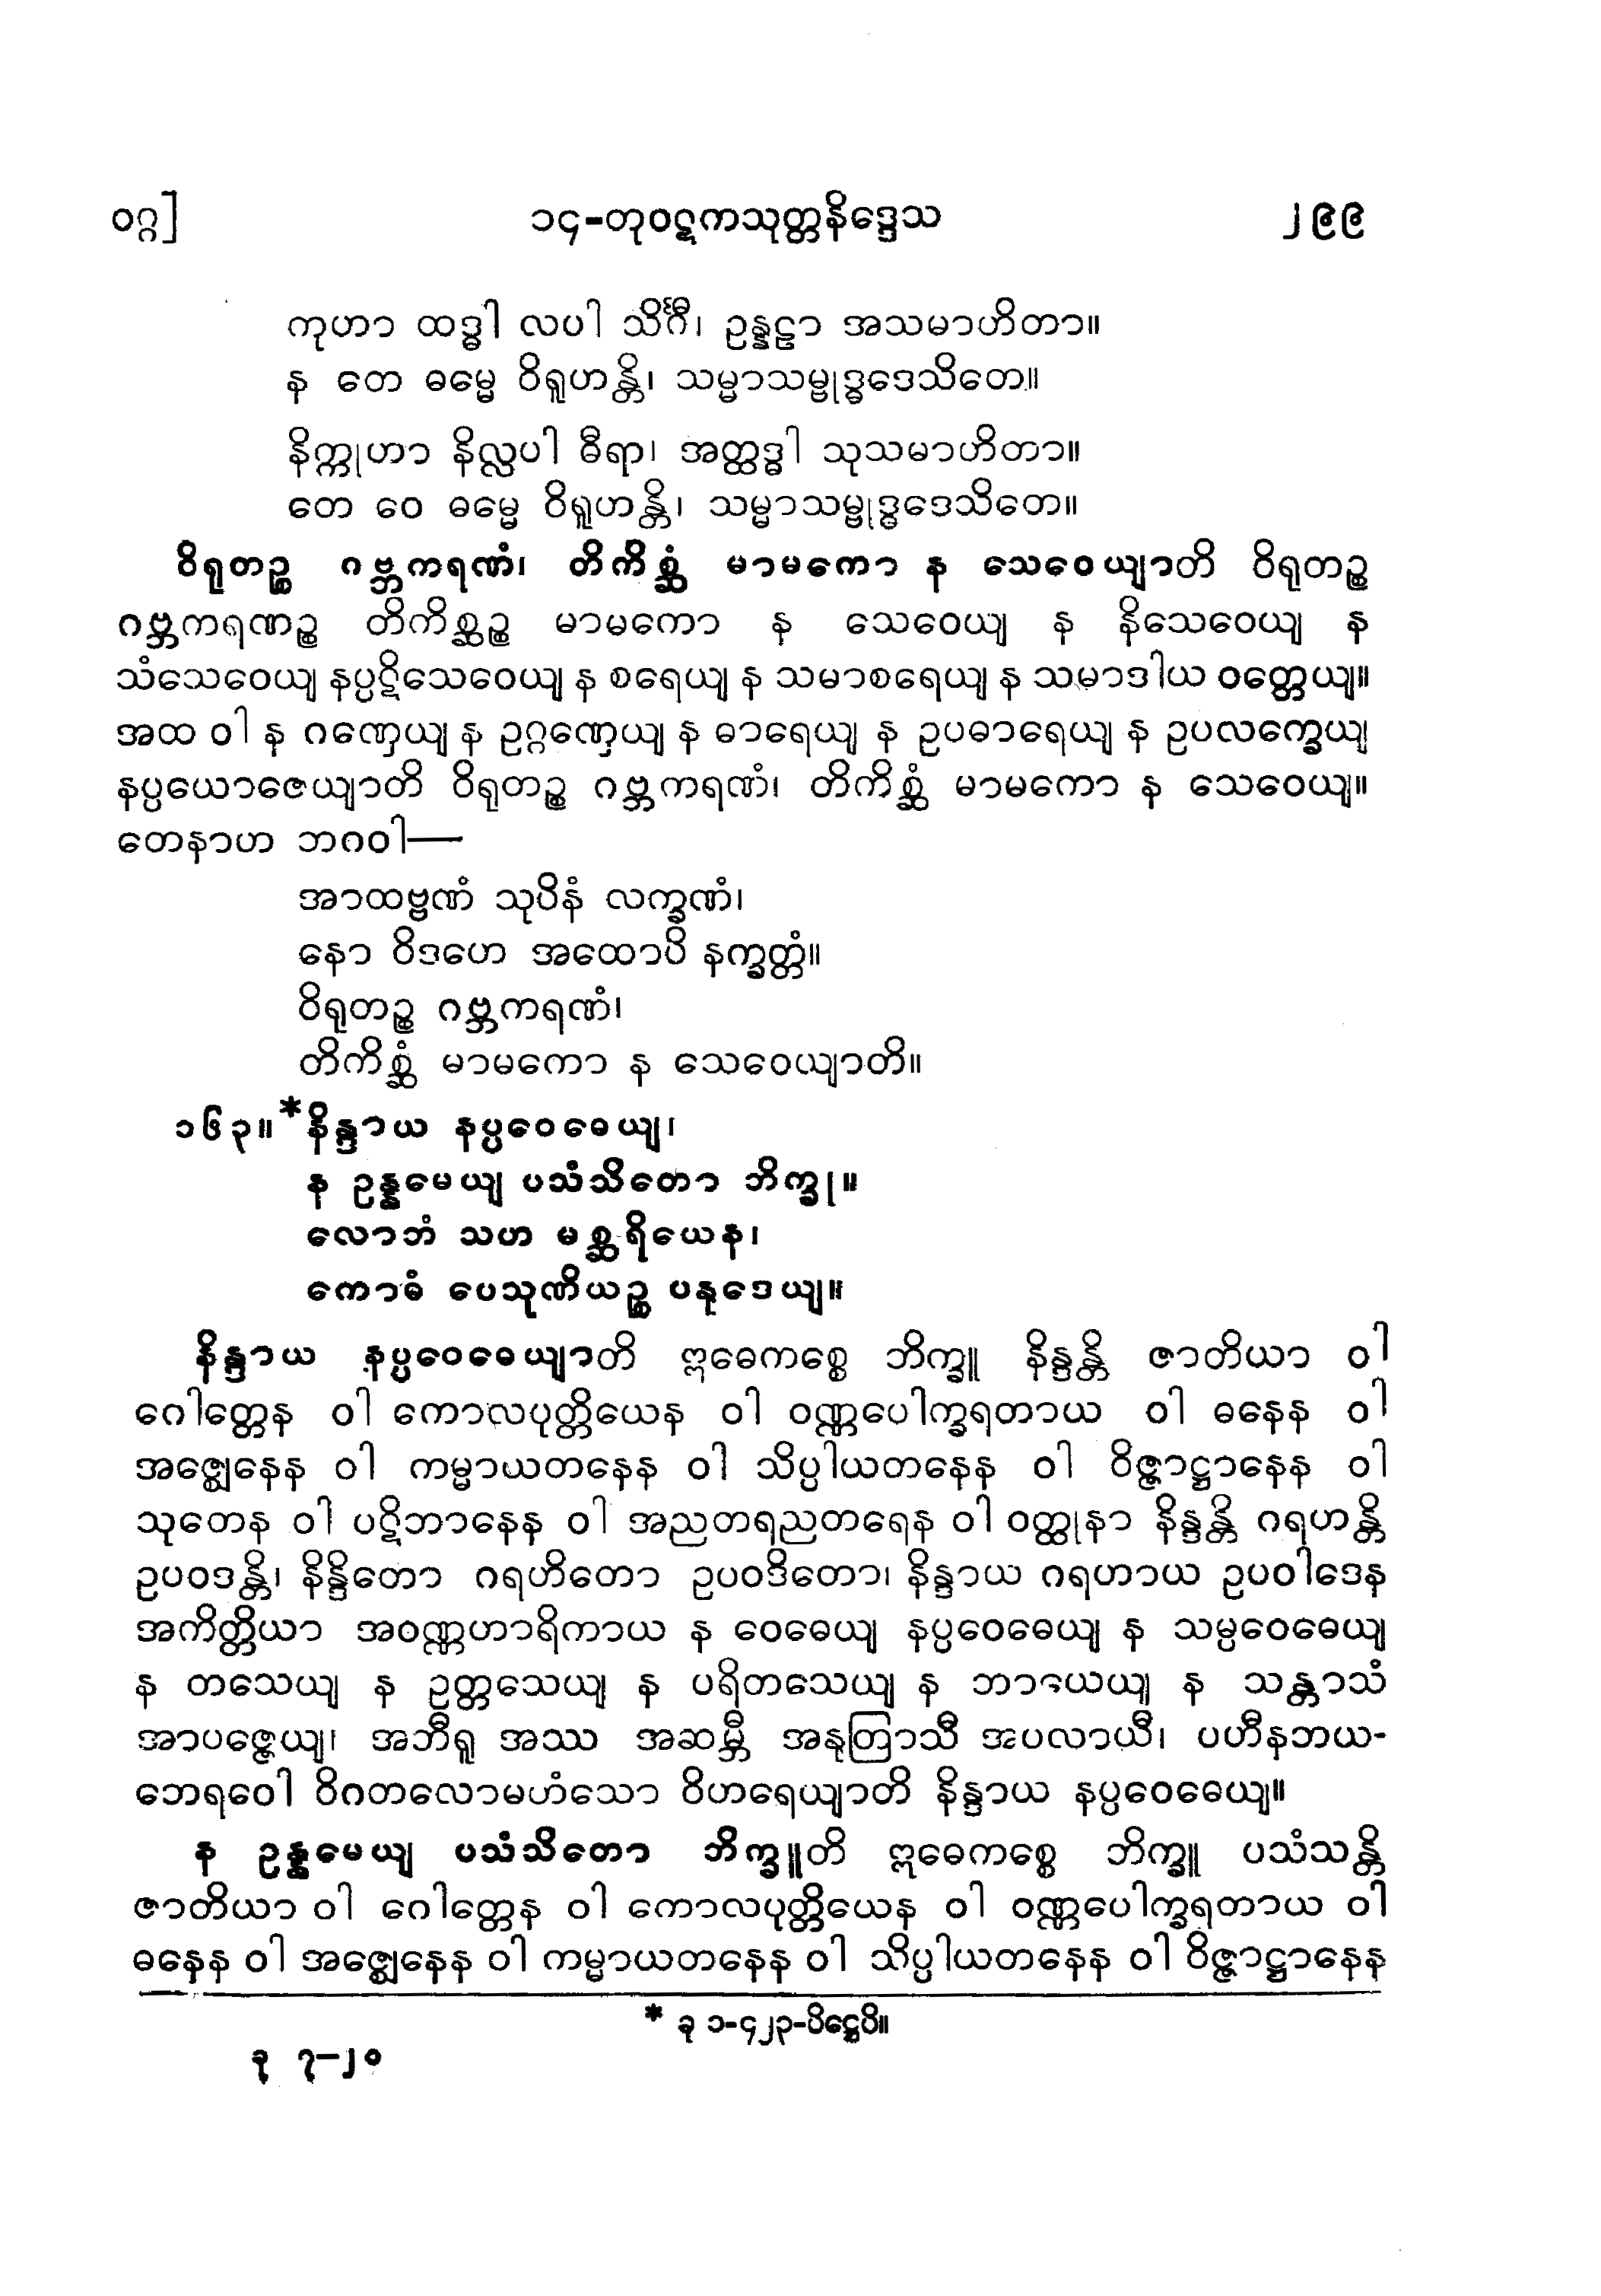 ဝဂ္ဂ]
၁၄-တုဝဋကသုတ္တနိဒ္ဒေသ
၂၉၉
ကုဟာ ထဒ္ဓါ လပါ သိင်္ဂီ၊ ဥန္နဠာ အသမာဟိတာ။
န တေ ဓမ္မေ ဝိရူဟန္တိ၊ သမ္မာသမ္ဗုဒ္ဓဒေသိတေ။
နိက္ကုဟာ နိလ္လပါ ဓီရာ၊ အတ္ထဒ္ဓါ သုသမာဟိတာ။
တေ ဝေ ဓမ္မေ ဝိရူဟန္တိ၊ သမ္မာသမ္ဗုဒ္ဓဒေသိတေ။
ဝိရုတဉ္စ ဂဗ္ဘကရဏံ၊ တိကိစ္ဆံ မာမကော န သေဝေယျာတိ ဝိရုတဉ္စ
ဂဗ္ဘကရဏဉ္စ တိကိစ္ဆဉ္စ မာမကော န သေဝေယျ န နိသေဝေယျ န
သံသေဝေယျ နပ္ပဋိသေဝေယျ န စရေယျ န သမာစရေယျ န သမာဒါယ ဝတ္တေယျ။
အထ ဝါ န ဂဏှေယျ န ဥဂ္ဂဏှေယျ န ဓာရေယျ န ဥပဓာရေယျ န ဥပလက္ခေယျ
နပ္ပယောဇေယျာတိ ဝိရုတဉ္စ ဂဗ္ဘကရဏံ၊ တိကိစ္ဆံ မာမကော န သေဝေယျ။
တေနာဟ ဘဂဝါ—
အာထဗ္ဗဏံ သုပိနံ လက္ခဏံ၊
နော ဝိဒဟေ အထောပိ နက္ခတ္တံ။
ဝိရုတဉ္စ ဂဗ္ဘကရဏံ၊
တိကိစ္ဆံ မာမကော န သေဝေယျာတိ။
၁၆၃။ *နိန္ဒာယ နပ္ပဝေဓေယျ၊
န ဥန္နမေယျ ပသံသိတော ဘိက္ခု။
လောဘံ သဟ မစ္ဆရိယေန၊
ကောဓံ ပေသုဏိယဉ္စ ပနုဒေယျ။
နိန္ဒာယ နပ္ပဝေဓေယျာတိ ဣဓေကစ္စေ ဘိက္ခူ နိန္ဒန္တိ ဇာတိယာ ဝါ
ဂေါတ္တေန ဝါ ကောလပုတ္တိယေန ဝါ ဝဏ္ဏပေါက္ခရတာယ ဝါ ဓနေန ဝါ
အဇ္ဈေနေန ဝါ ကမ္မာယတနေန ဝါ သိပ္ပါယတနေန ဝါ ဝိဇ္ဇာဋ္ဌာနေန ဝါ
သုတေန ဝါ ပဋိဘာနေန ဝါ အညတရညတရေန ဝါ ဝတ္ထုနာ နိန္ဒန္တိ ဂရဟန္တိ
ဥပဝဒန္တိ၊ နိန္ဒိတော ဂရဟိတော ဥပဝဒိတော၊ နိန္ဒာယ ဂရဟာယ ဥပဝါဒေန
အကိတ္တိယာ အဝဏ္ဏဟာရိကာယ န ဝေဓေယျ နပ္ပဝေဓေယျ န သမ္ပဝေဓေယျ
န တသေယျ န ဥတ္တသေယျ န ပရိတသေယျ န ဘာယေယျ န သန္တာသံ
အာပဇ္ဇေယျ၊ အဘီရူ အဿ အဆမ္ဘီ အနုတြာသီ အပလာယီ၊ ပဟီနဘယ-
ဘေရဝေါ ဝိဂတလောမဟံသော ဝိဟရေယျာတိ နိန္ဒာယ နပ္ပဝေဓေယျ။
န ဥန္နမေယျ ပသံသိတော ဘိက္ခူတိ ဣဓေကစ္စေ ဘိက္ခူ ပသံသန္တိ
ဇာတိယာ ဝါ ဂေါတ္တေန ဝါ ကောလပုတ္တိယေန ဝါ ဝဏ္ဏပေါက္ခရတာယ ဝါ
ဓနေန ဝါ အဇ္ဈေနေန ဝါ ကမ္မာယတနေန ဝါ သိပ္ပါယတနေန ဝါ ဝိဇ္ဇာဋ္ဌာနေန
* ခု ၁-၄၂၃-ပိဋ္ဌေပိ။
ခု ၇-၂၀